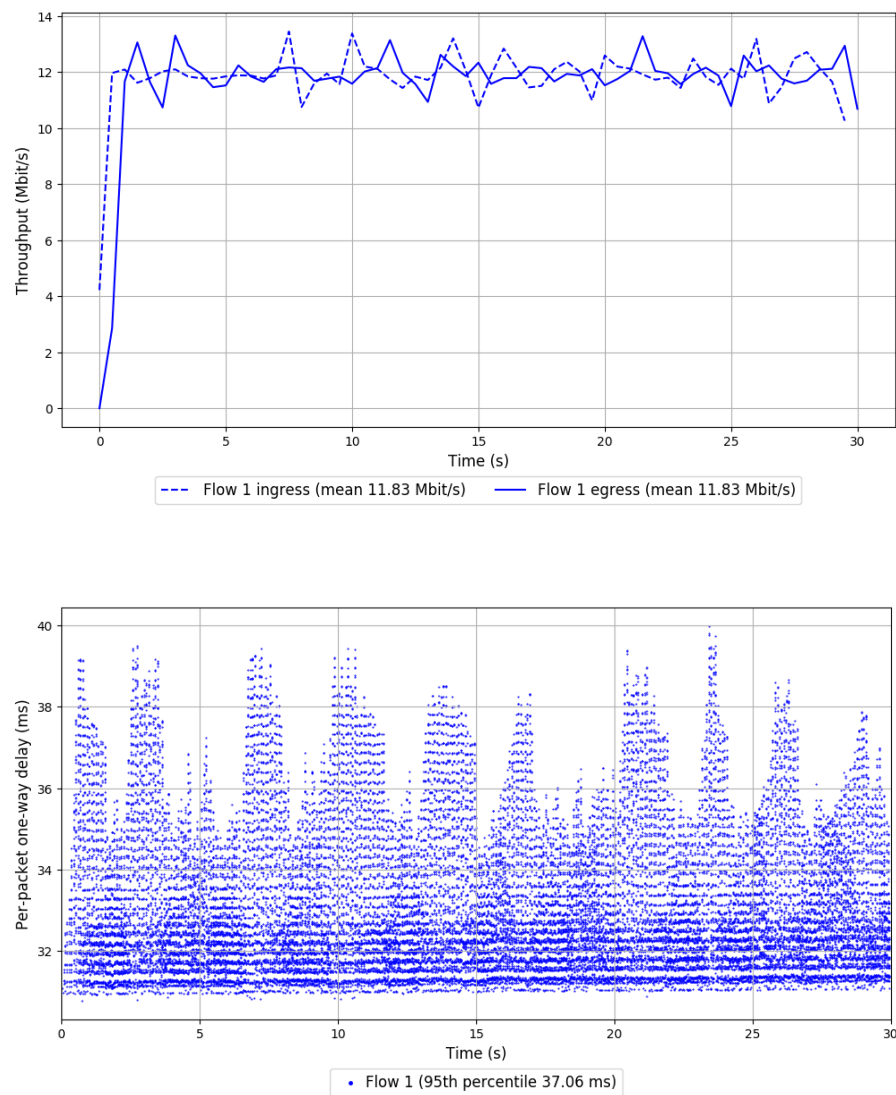 14
12
10
8
6
4
2
0
Throughput (Mbit/s)
0 5 10 15 20 25 30
Time (s)
Flow 1 ingress (mean 11.83 Mbit/s) Flow 1 egress (mean 11.83 Mbit/s)
40
38
36
34
32
Per-packet one-way delay (ms)
0 5 10 15 20 25 30
Time (s)
Flow 1 (95th percentile 37.06 ms)